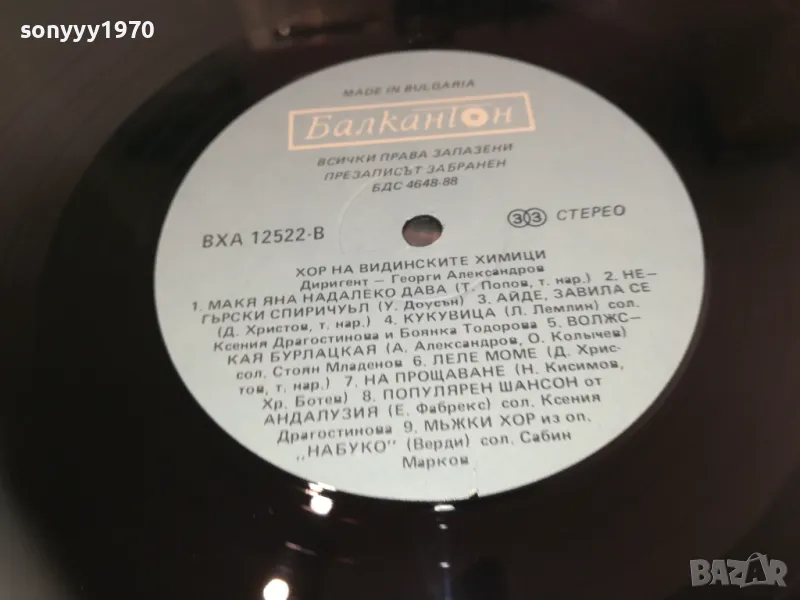 sonyyy1970
MADE IN BULGARIA
Балкантон
ВСИЧКИ ПРАВА ЗАПАЗЕНИ
ПРЕЗАПИСЪТ ЗАБРАНЕН
БДС 4648-88
ВХА 12522-В
33 СТЕРЕО
ХОР НА ВИДИНСКИТЕ ХИМИЦИ
Диригент – Георги Александров
1. МАКЯ ЯНА НАДАЛЕКО ДАВА (Т. Попов, т. нар.) 2. НЕ-
ГЪРСКИ СПИРИЧУЪЛ (У. Доусън) 3. АЙДЕ, ЗАВИЛА СЕ
(Д. Христов, т. нар.) 4. КУКУВИЦА (Л. Лемлин) сол.
Ксения Драгостинова и Боянка Тодорова 5. ВОЛЖС-
КАЯ БУРЛАЦКАЯ (А. Александров, О. Колычев)
сол. Стоян Младенов 6. ЛЕЛЕ МОМЕ (Д. Хрис-
тов, т. нар.) 7. НА ПРОЩАВАНЕ (Н. Кисимов,
Хр. Ботев) 8. ПОПУЛЯРЕН ШАНСОН от
АНДАЛУЗИЯ (Е. Фабрекс) сол. Ксения
Драгостинова 9. МЪЖКИ ХОР из оп.
„НАБУКО" (Верди) сол. Сабин
Марков
BAZAR